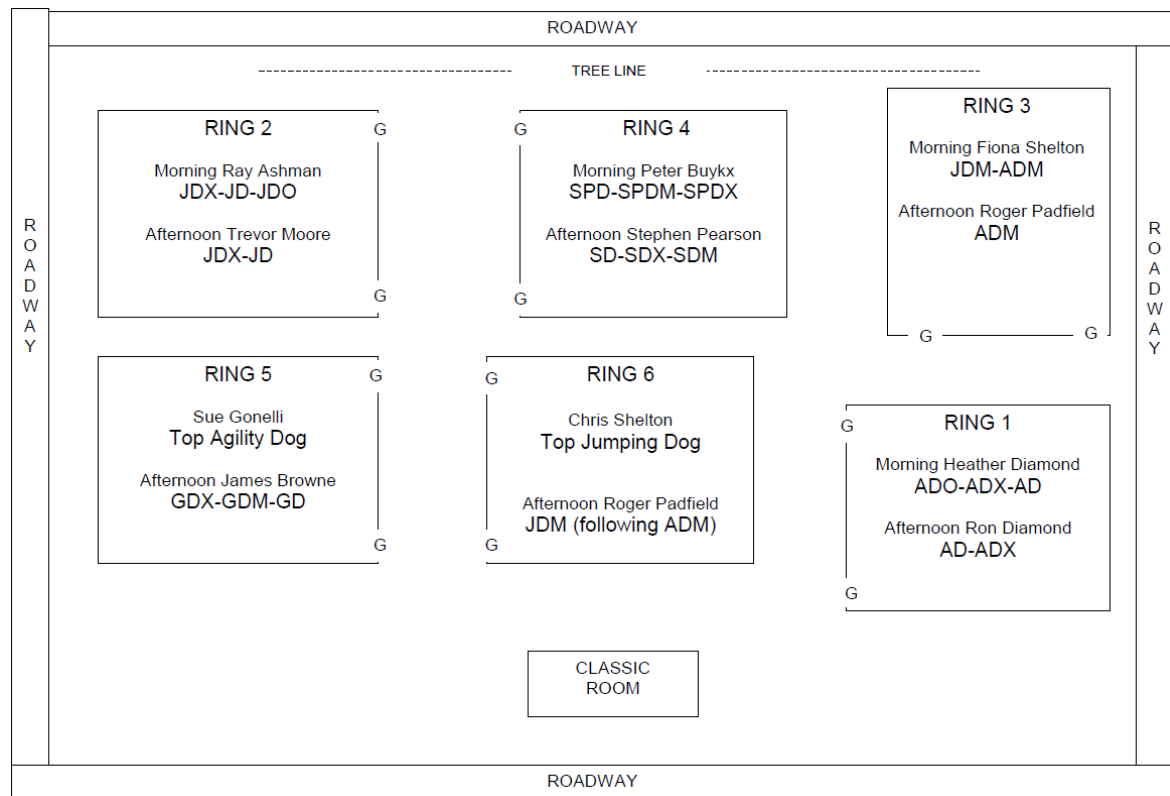 ROADWAY
TREE LINE
ROADWAY
RING 2
Morning Ray Ashman
JDX-JD-JDO
Afternoon Trevor Moore
JDX-JD
G
G
RING 4
Morning Peter Buykx
SPD-SPDM-SPDX
Afternoon Stephen Pearson
SD-SDX-SDM
G
G
RING 3
Morning Fiona Shelton
JDM-ADM
Afternoon Roger Padfield
ADM
G
G
ROADWAY
RING 5
Sue Gonelli
Top Agility Dog
Afternoon James Browne
GDX-GDM-GD
G
G
RING 6
Chris Shelton
Top Jumping Dog
Afternoon Roger Padfield
JDM (following ADM)
G
G
RING 1
Morning Heather Diamond
ADO-ADX-AD
Afternoon Ron Diamond
AD-ADX
G
G
CLASSIC
ROOM
ROADWAY